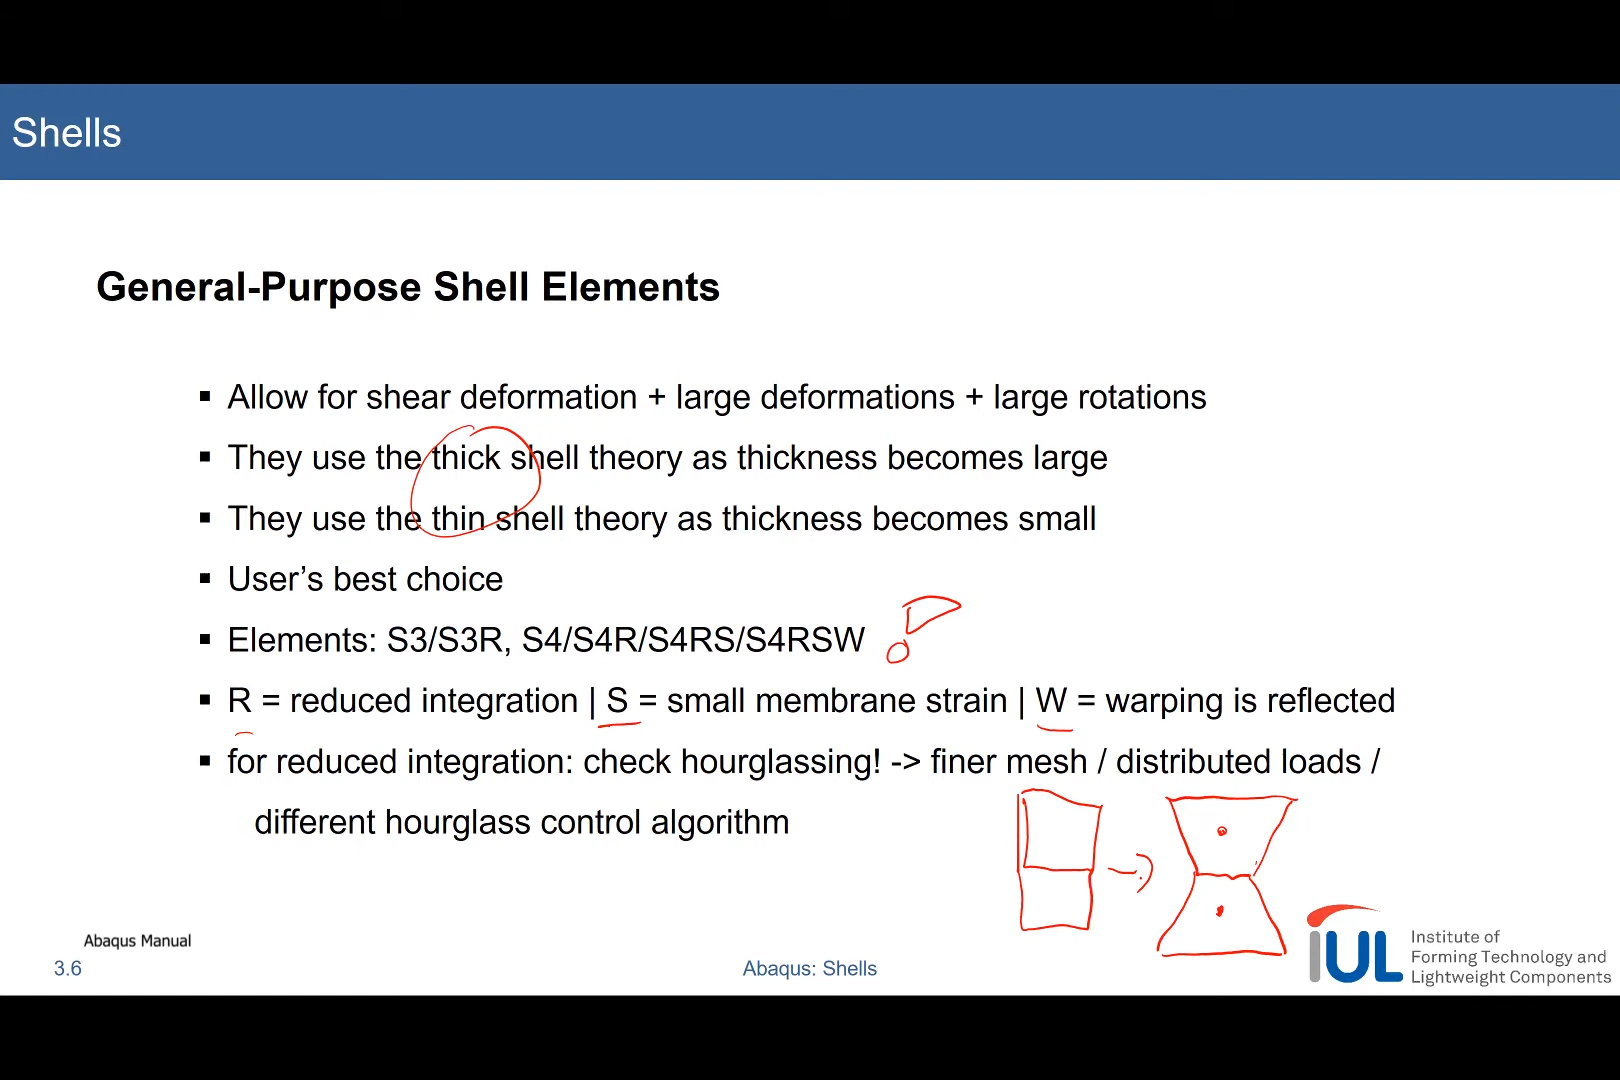 Shells
General-Purpose Shell Elements
▪ Allow for shear deformation + large deformations + large rotations
▪ They use the thick shell theory as thickness becomes large
▪ They use the thin shell theory as thickness becomes small
▪ User’s best choice
▪ Elements: S3/S3R, S4/S4R/S4RS/S4RSW
▪ R = reduced integration | S = small membrane strain | W = warping is reflected
▪ for reduced integration: check hourglassing! -> finer mesh / distributed loads /
different hourglass control algorithm
Abaqus Manual
3.6
Abaqus: Shells
iUL
Institute of
Forming Technology and
Lightweight Components